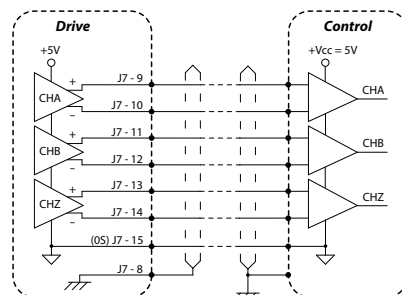 Drive
Control
+5V
+Vcc = 5V
+
J7 - 9
CHA
CHA
J7 - 10
–
+
J7 - 11
CHB
CHB
J7 - 12
–
+
J7 - 13
CHZ
CHZ
J7 - 14
–
(0S) J7 - 15
J7 - 8